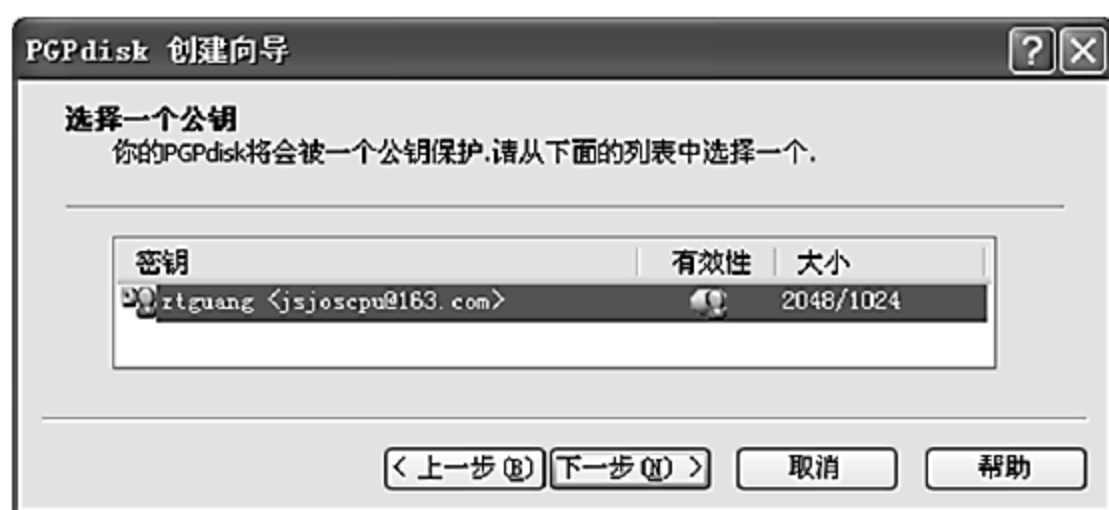 PGPdisk 创建向导
选择一个公钥
你的PGPdisk将会被一个公钥保护.请从下面的列表中选择一个.
密钥 有效性 大小
rtguang <jsjoscpu@163.com> 2048/1024
< 上一步(B) 下一步(N) > 取消 帮助